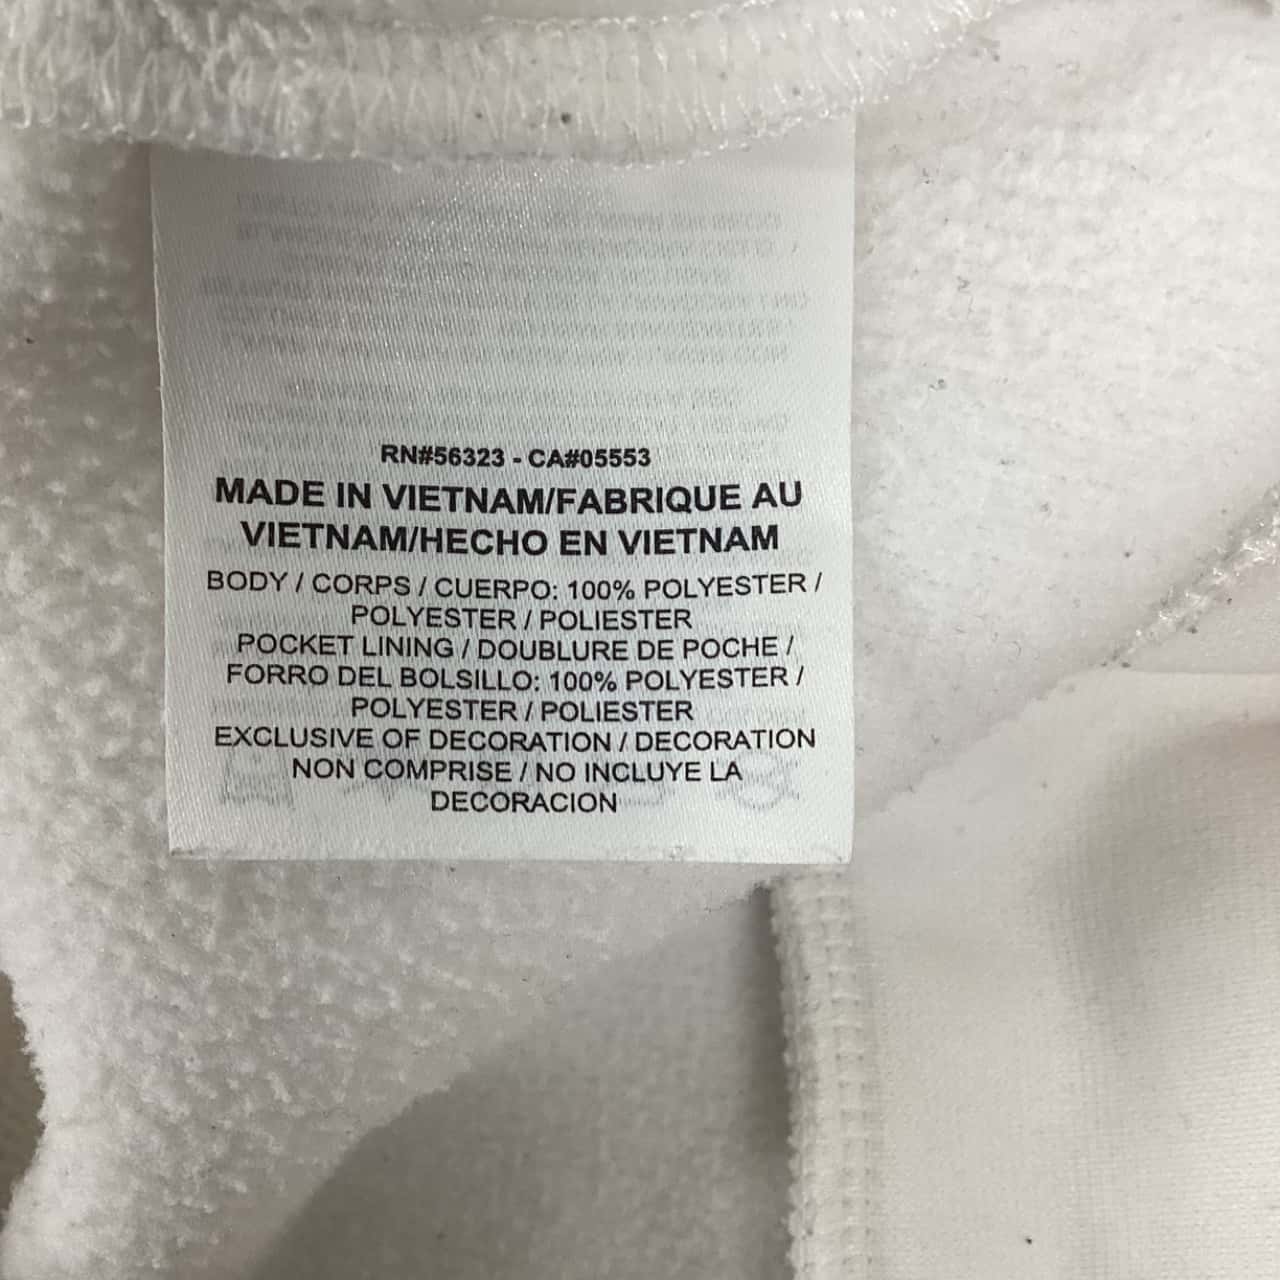 RN#56323 - CA#05553
MADE IN VIETNAM/FABRIQUE AU
VIETNAM/HECHO EN VIETNAM
BODY / CORPS / CUERPO: 100% POLYESTER /
POLYESTER / POLIESTER
POCKET LINING / DOUBLURE DE POCHE /
FORRO DEL BOLSILLO: 100% POLYESTER /
POLYESTER / POLIESTER
EXCLUSIVE OF DECORATION / DECORATION
NON COMPRISE / NO INCLUYE LA
DECORACION